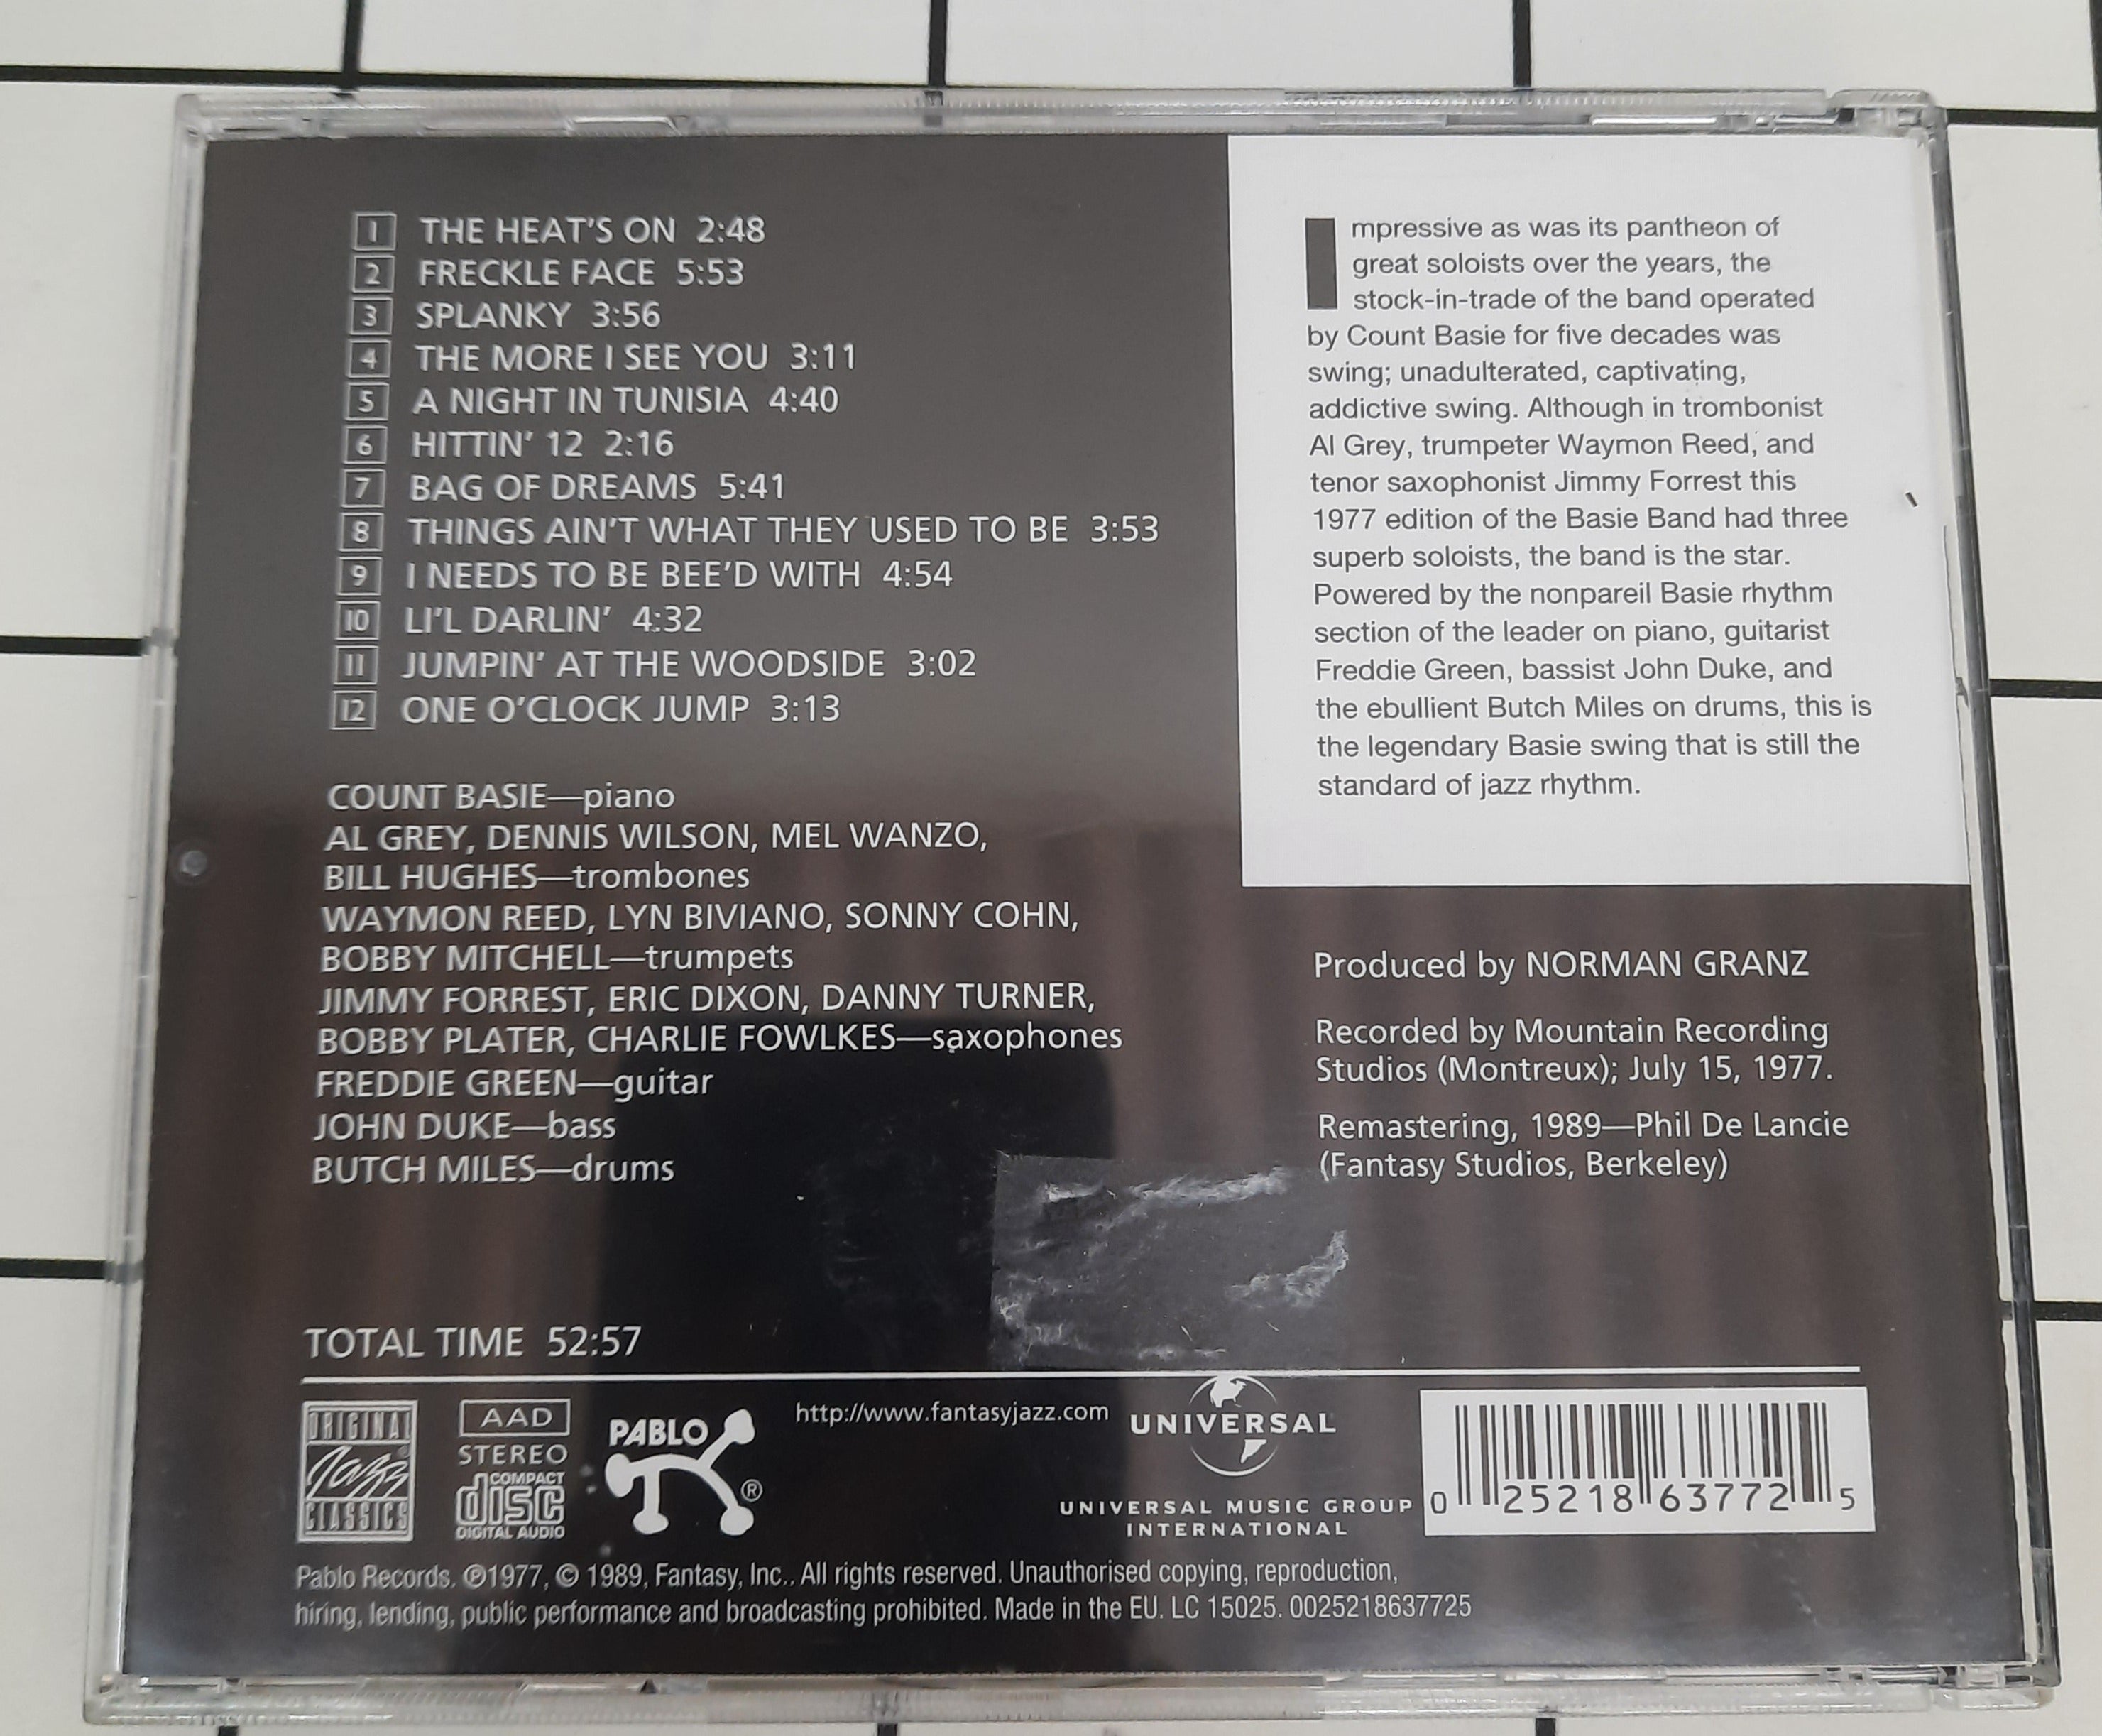 1 THE HEAT'S ON 2:48
2 FRECKLE FACE 5:53
3 SPLANKY 3:56
4 THE MORE I SEE YOU 3:11
5 A NIGHT IN TUNISIA 4:40
6 HITTIN' 12 2:16
7 BAG OF DREAMS 5:41
8 THINGS AIN'T WHAT THEY USED TO BE 3:53
9 I NEEDS TO BE BEE'D WITH 4:54
10 LI'L DARLIN' 4:32
11 JUMPIN' AT THE WOODSIDE 3:02
12 ONE O'CLOCK JUMP 3:13
COUNT BASIE—piano
AL GREY, DENNIS WILSON, MEL WANZO,
BILL HUGHES—trombones
WAYMON REED, LYN BIVIANO, SONNY COHN,
BOBBY MITCHELL—trumpets
JIMMY FORREST, ERIC DIXON, DANNY TURNER,
BOBBY PLATER, CHARLIE FOWLKES—saxophones
FREDDIE GREEN—guitar
JOHN DUKE—bass
BUTCH MILES—drums
TOTAL TIME 52:57
Impressive as was its pantheon of
great soloists over the years, the
stock-in-trade of the band operated
by Count Basie for five decades was
swing; unadulterated, captivating,
addictive swing. Although in trombonist
Al Grey, trumpeter Waymon Reed, and
tenor saxophonist Jimmy Forrest this
1977 edition of the Basie Band had three
superb soloists, the band is the star.
Powered by the nonpareil Basie rhythm
section of the leader on piano, guitarist
Freddie Green, bassist John Duke, and
the ebullient Butch Miles on drums, this is
the legendary Basie swing that is still the
standard of jazz rhythm.
Produced by NORMAN GRANZ
Recorded by Mountain Recording
Studios (Montreux); July 15, 1977.
Remastering, 1989—Phil De Lancie
(Fantasy Studios, Berkeley)
ORIGINAL
Jazz ®
CLASSICS
AAD
STEREO
COMPACT
disc
DIGITAL AUDIO
PABLO ®
http://www.fantasyjazz.com
UNIVERSAL
UNIVERSAL MUSIC GROUP
INTERNATIONAL
0 25218 63772 5
Pablo Records. ℗1977, © 1989, Fantasy, Inc.. All rights reserved. Unauthorised copying, reproduction,
hiring, lending, public performance and broadcasting prohibited. Made in the EU. LC 15025. 0025218637725